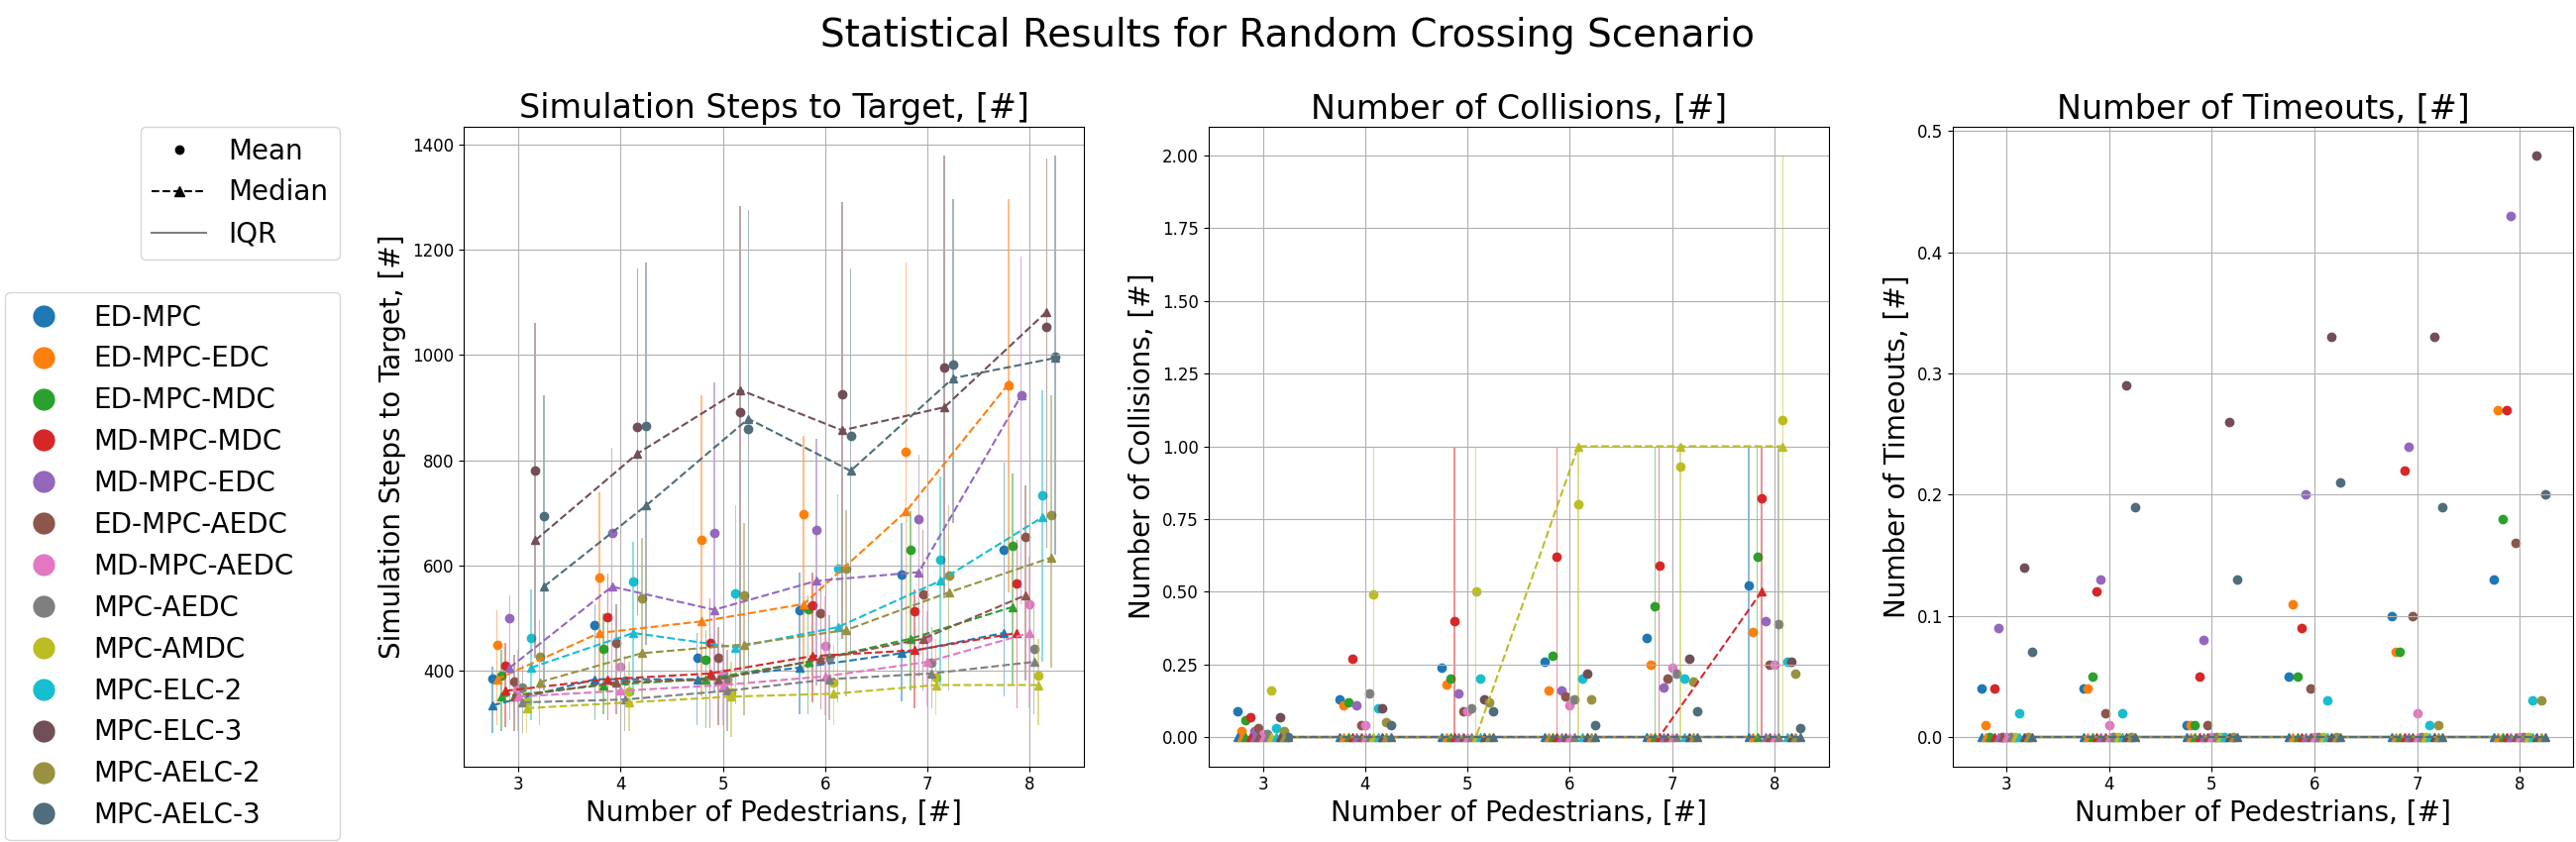 Statistical Results for Random Crossing Scenario
Mean
Median
IQR
ED-MPC
ED-MPC-EDC
ED-MPC-MDC
MD-MPC-MDC
MD-MPC-EDC
ED-MPC-AEDC
MD-MPC-AEDC
MPC-AEDC
MPC-AMDC
MPC-ELC-2
MPC-ELC-3
MPC-AELC-2
MPC-AELC-3
Simulation Steps to Target, [#]
Simulation Steps to Target, [#]
1400
1200
1000
800
600
400
3 4 5 6 7 8
Number of Pedestrians, [#]
Number of Collisions, [#]
Number of Collisions, [#]
2.00
1.75
1.50
1.25
1.00
0.75
0.50
0.25
0.00
3 4 5 6 7 8
Number of Pedestrians, [#]
Number of Timeouts, [#]
Number of Timeouts, [#]
0.5
0.4
0.3
0.2
0.1
0.0
3 4 5 6 7 8
Number of Pedestrians, [#]